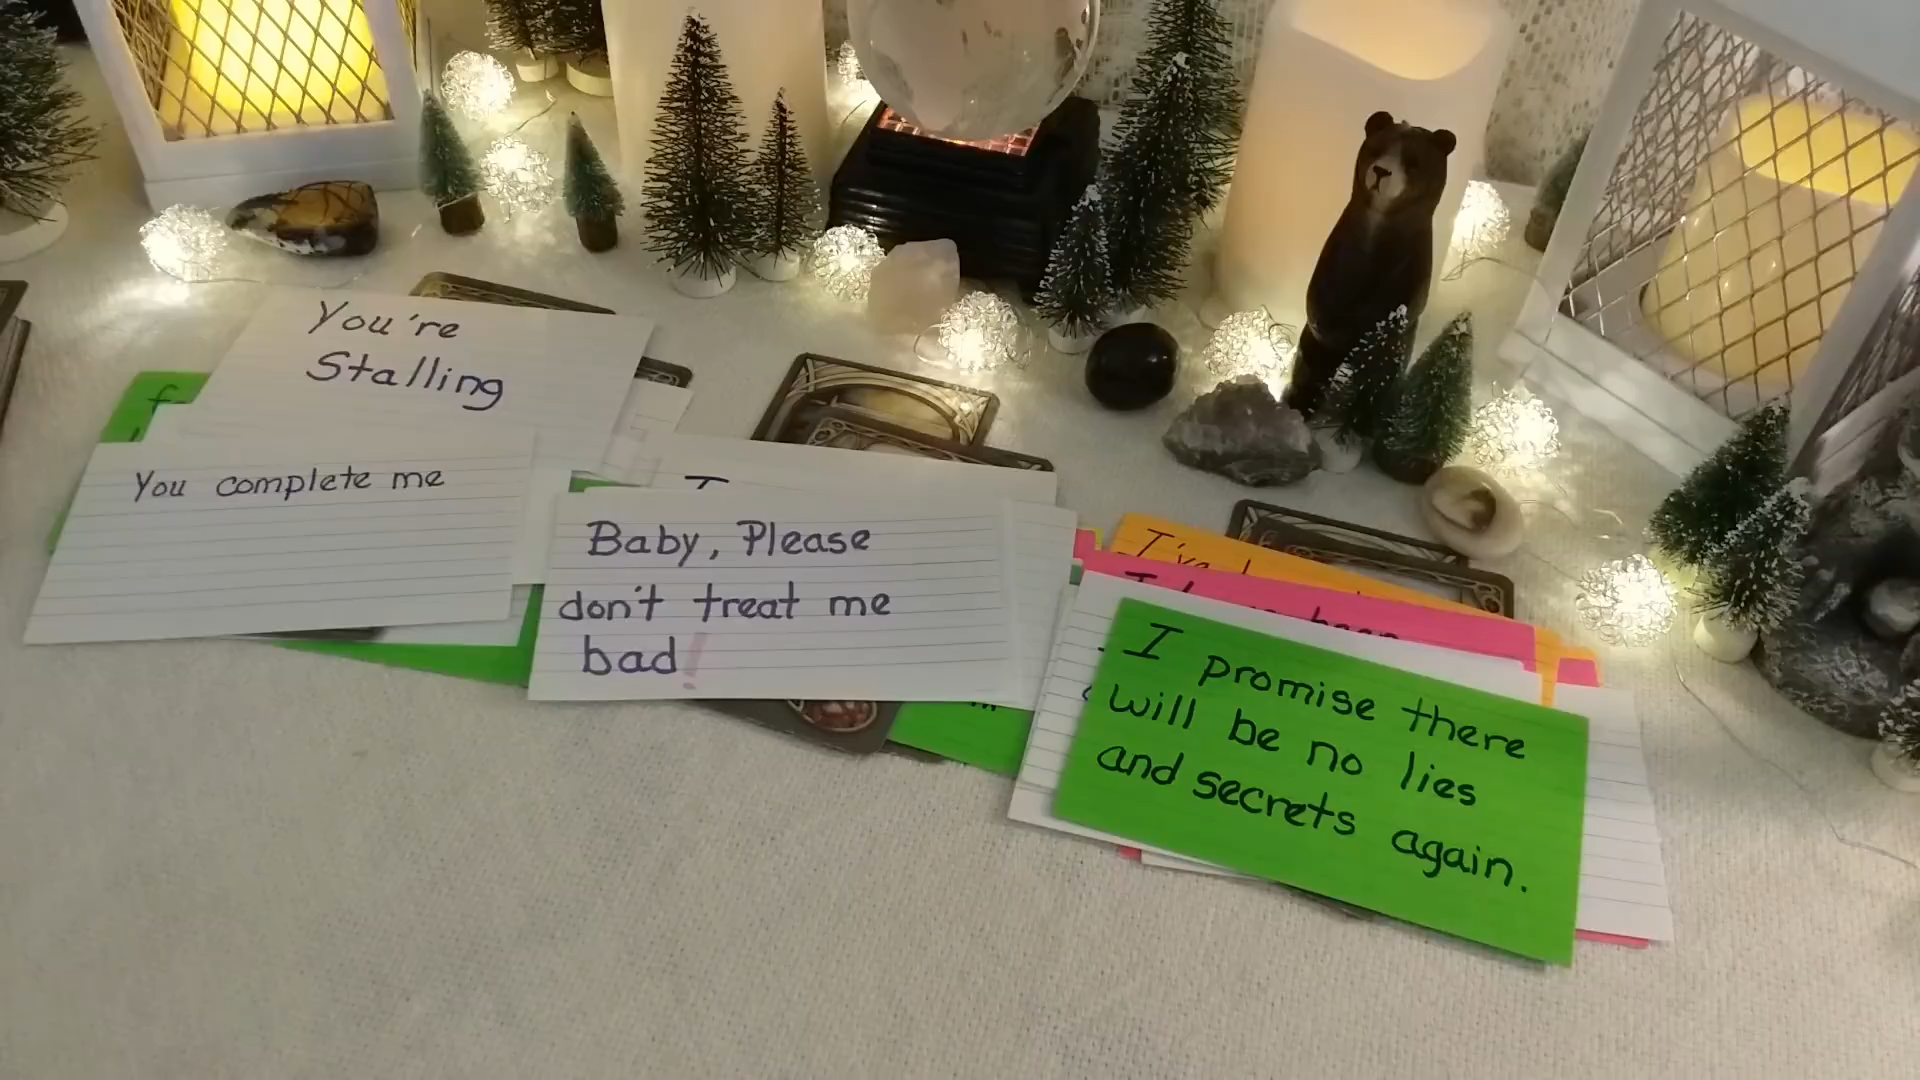 You're
Stalling
You complete me
I
Baby, Please
don't treat me
bad!
I've
I promise there
will be no lies
and secrets again.